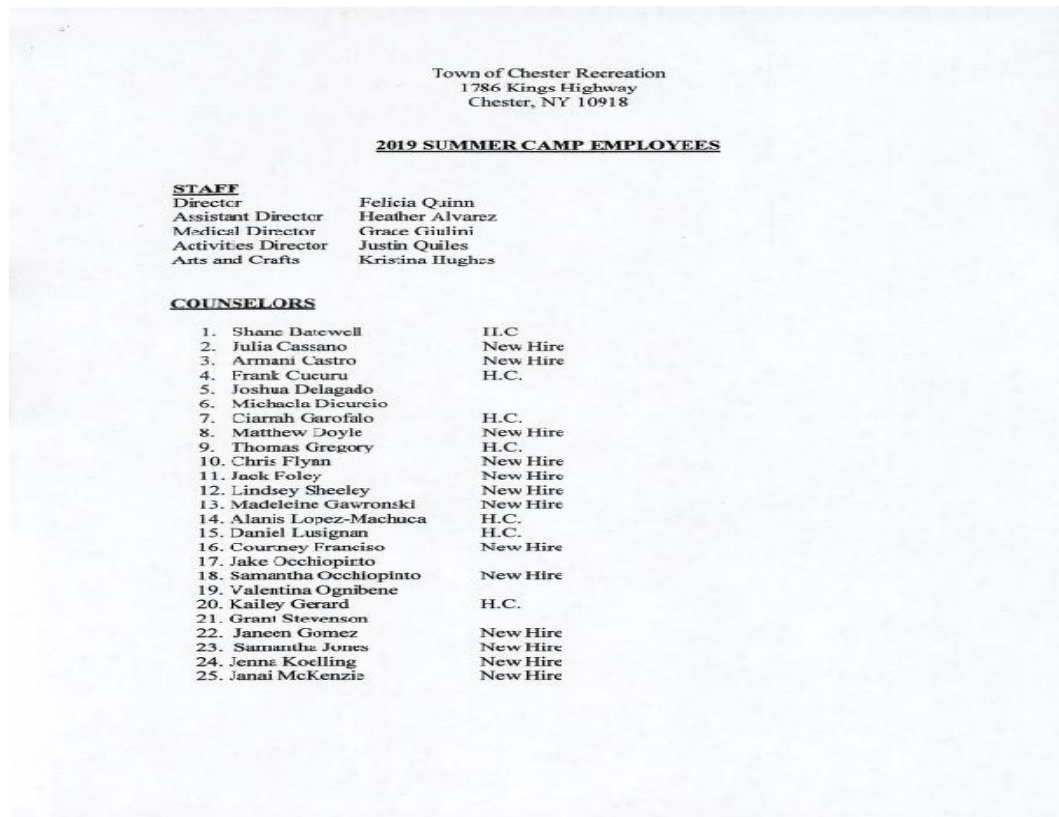 Town of Chester Recreation
1786 Kings Highway
Chester, NY 10918
2019 SUMMER CAMP EMPLOYEES
STAFF
Director Felicia Quinn
Assistant Director Heather Alvarez
Medical Director Grace Giulini
Activities Director Justin Quiles
Arts and Crafts Kristina Hughes
COUNSELORS
1. Shane Batewell H.C
2. Julia Cassano New Hire
3. Armani Castro New Hire
4. Frank Cucuru H.C.
5. Joshua Delagado
6. Michaela Dicurcio
7. Ciarrah Garofalo H.C.
8. Matthew Doyle New Hire
9. Thomas Gregory H.C.
10. Chris Flynn New Hire
11. Jack Foley New Hire
12. Lindsey Sheeley New Hire
13. Madeleine Gawronski New Hire
14. Alanis Lopez-Machuca H.C.
15. Daniel Lusignan H.C.
16. Courtney Franciso New Hire
17. Jake Occhiopinto
18. Samantha Occhiopinto New Hire
19. Valentina Ognibene
20. Kailey Gerard H.C.
21. Grant Stevenson
22. Janeen Gomez New Hire
23. Samantha Jones New Hire
24. Jenna Koelling New Hire
25. Janai McKenzie New Hire